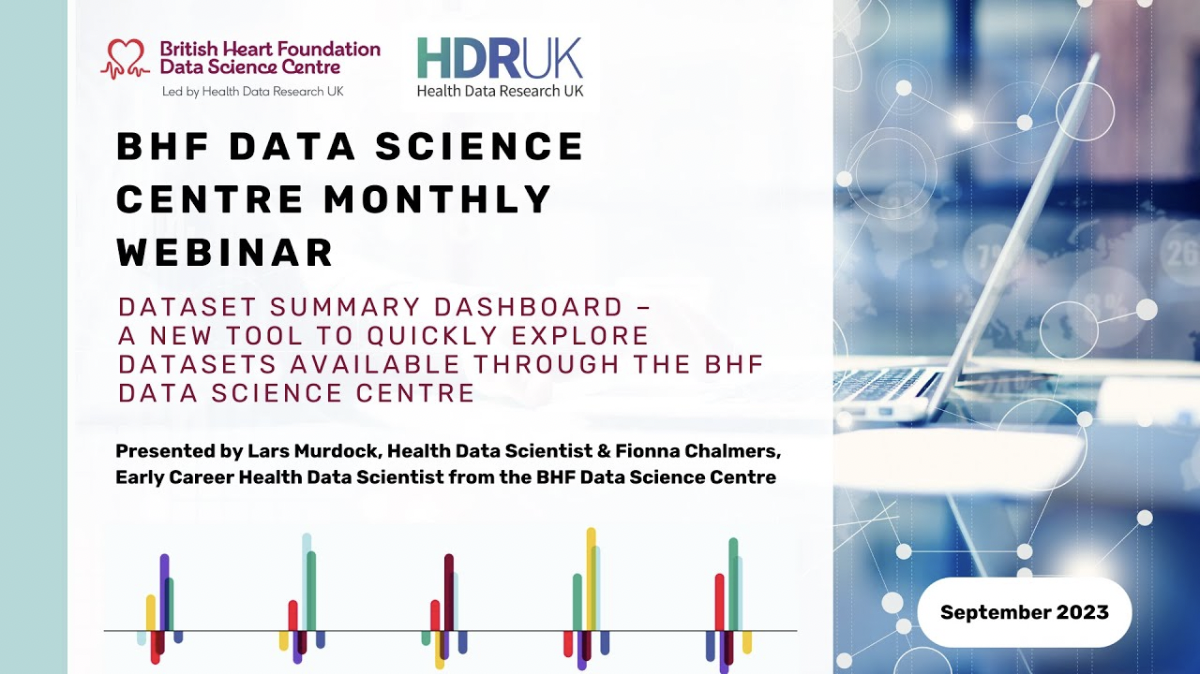 British Heart Foundation
Data Science Centre
Led by Health Data Research UK
HDRUK
Health Data Research UK
BHF DATA SCIENCE
CENTRE MONTHLY
WEBINAR
DATASET SUMMARY DASHBOARD –
A NEW TOOL TO QUICKLY EXPLORE
DATASETS AVAILABLE THROUGH THE BHF
DATA SCIENCE CENTRE
Presented by Lars Murdock, Health Data Scientist & Fionna Chalmers,
Early Career Health Data Scientist from the BHF Data Science Centre
September 2023